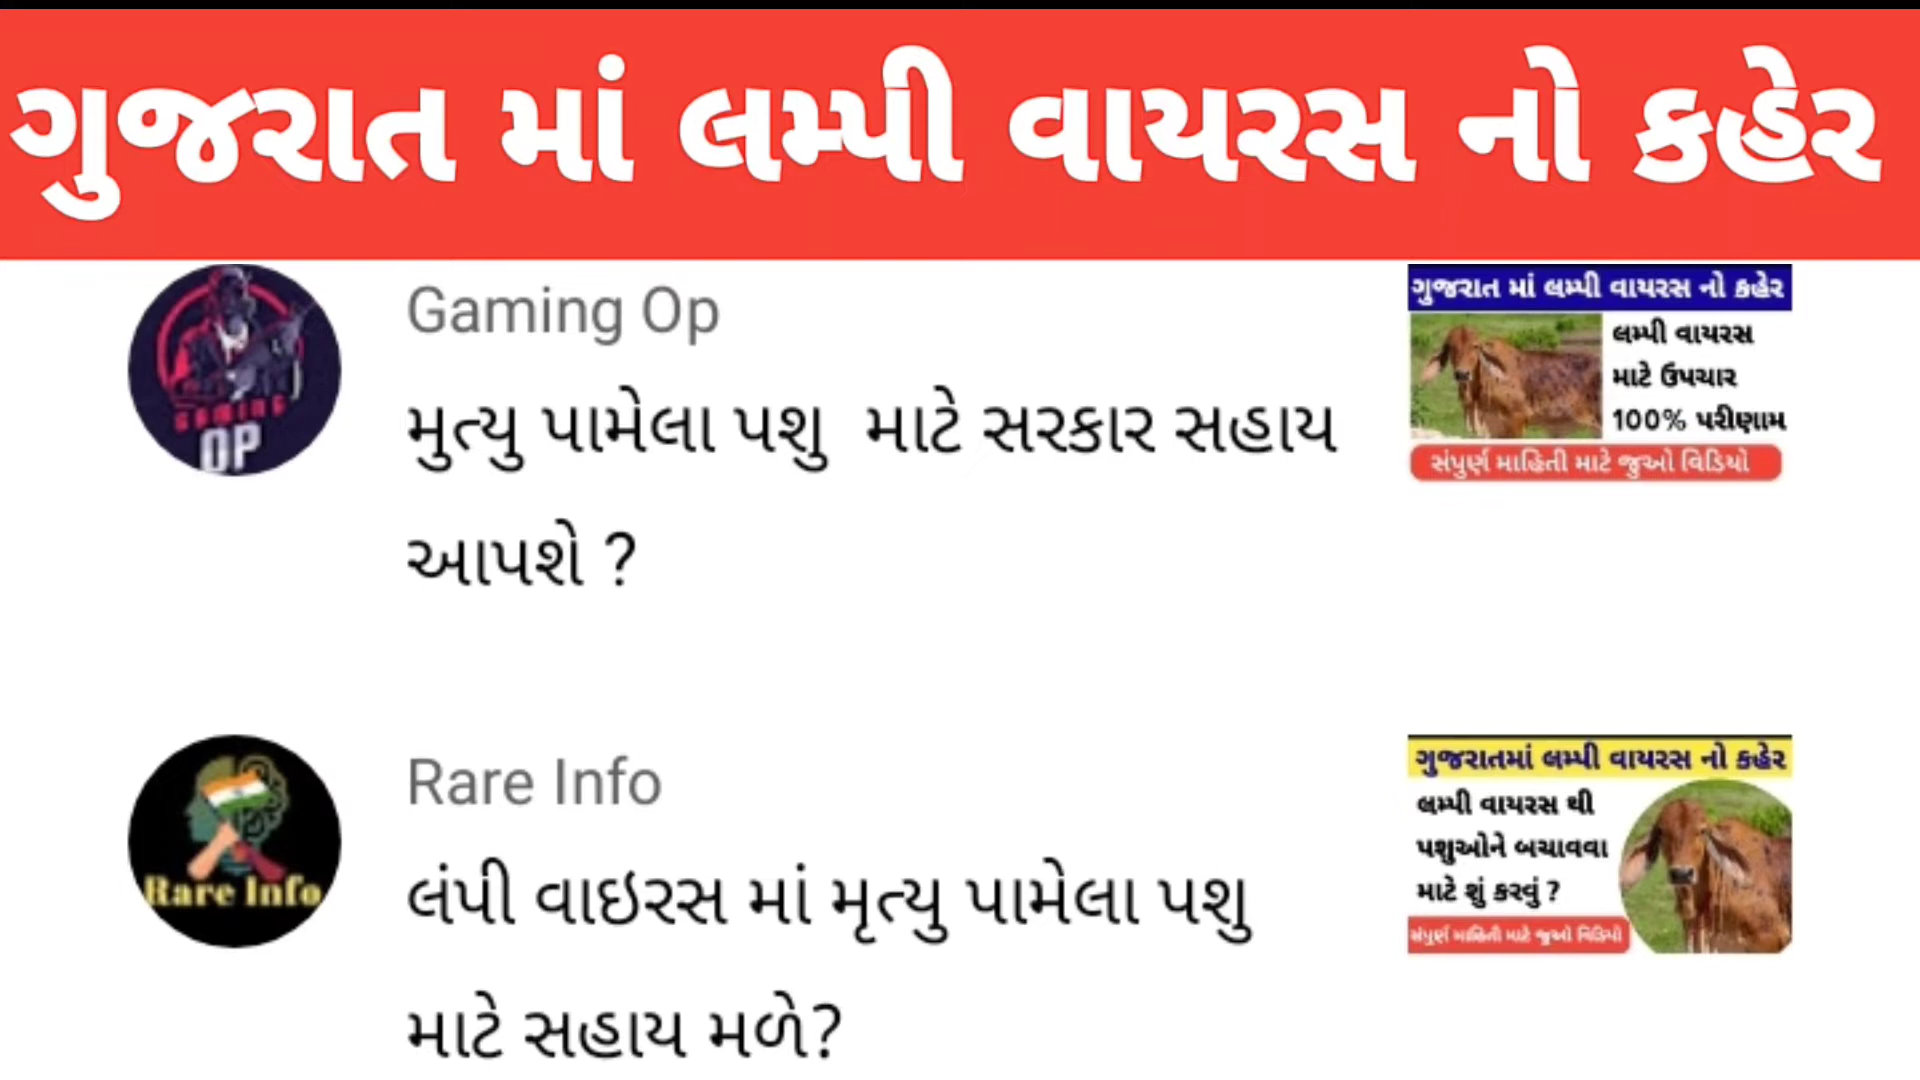 ગુજરાત માં લમ્પી વાયરસ નો કહેર
GAMING
OP
Gaming Op
મુત્યુ પામેલા પશુ માટે સરકાર સહાય
આપશે ?
ગુજરાત માં લમ્પી વાયરસ નો કહેર
લમ્પી વાયરસ
માટે ઉપચાર
100% પરીણામ
સંપુર્ણ માહિતી માટે જુઓ વિડિયો
Rare Info
Rare Info
લંપી વાઇરસ માં મૃત્યુ પામેલા પશુ
માટે સહાય મળે?
ગુજરાતમાં લમ્પી વાયરસ નો કહેર
લમ્પી વાયરસ થી
પશુઓને બચાવવા
માટે શું કરવું ?
સંપુર્ણ માહિતી માટે જુઓ વિડિયો